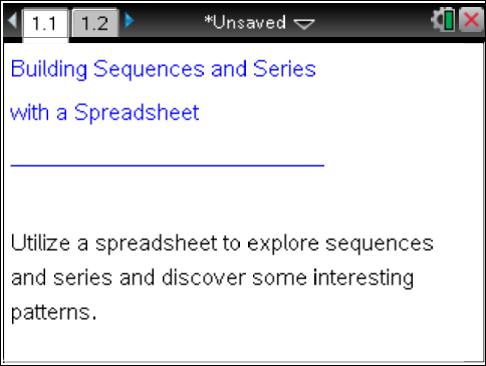 1.1 1.2 *Unsaved
Building Sequences and Series
with a Spreadsheet
Utilize a spreadsheet to explore sequences
and series and discover some interesting
patterns.